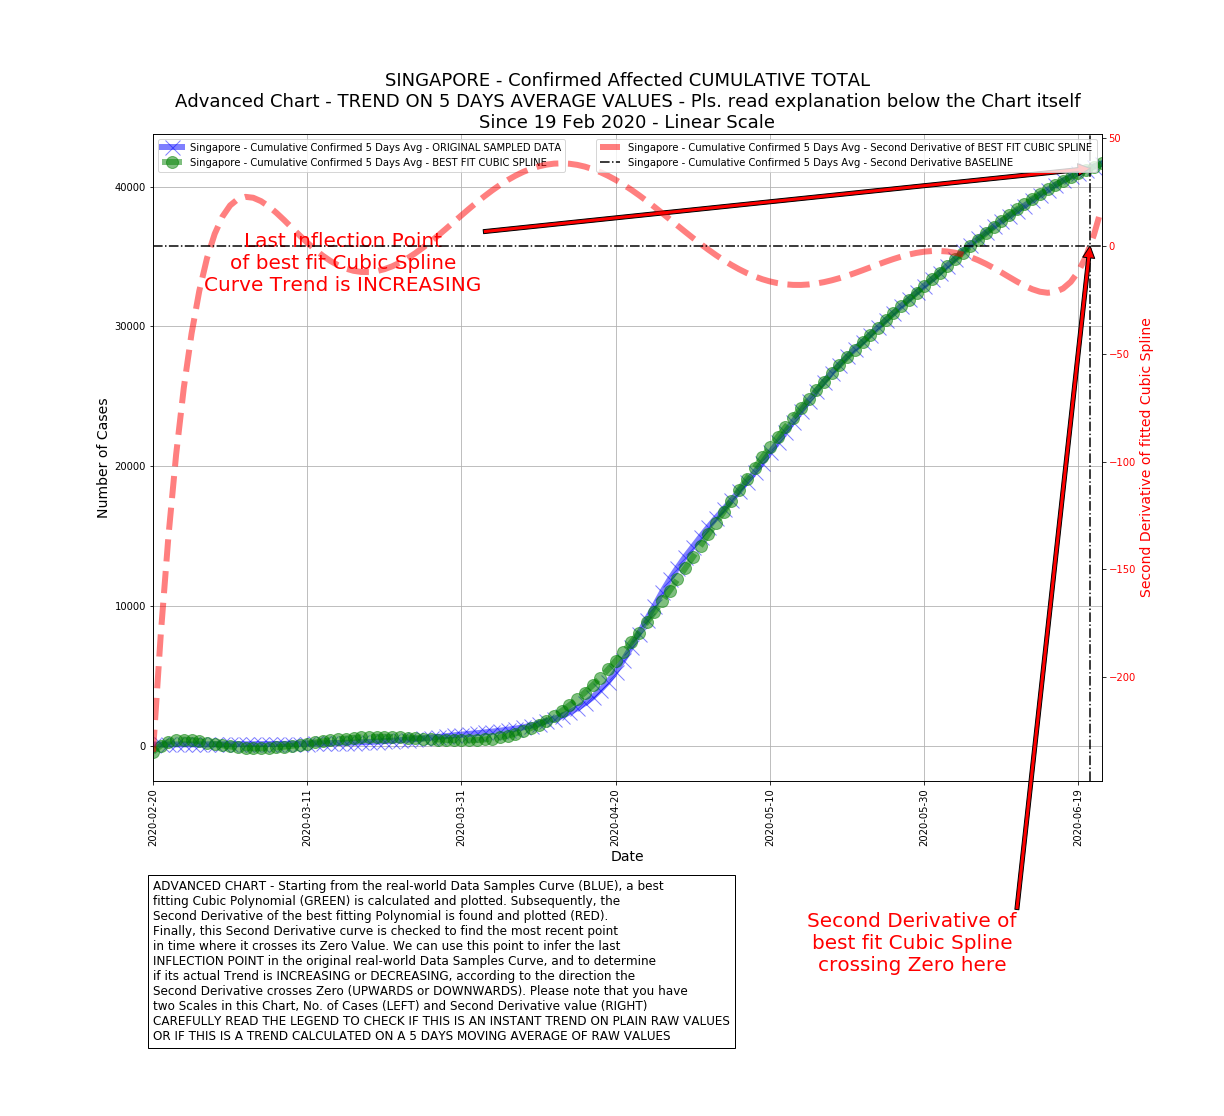 SINGAPORE - Confirmed Affected CUMULATIVE TOTAL
Advanced Chart - TREND ON 5 DAYS AVERAGE VALUES - Pls. read explanation below the Chart itself
Since 19 Feb 2020 - Linear Scale
Singapore - Cumulative Confirmed 5 Days Avg - ORIGINAL SAMPLED DATA
Singapore - Cumulative Confirmed 5 Days Avg - BEST FIT CUBIC SPLINE
Singapore - Cumulative Confirmed 5 Days Avg - Second Derivative of BEST FIT CUBIC SPLINE
Singapore - Cumulative Confirmed 5 Days Avg - Second Derivative BASELINE
Last Inflection Point
of best fit Cubic Spline
Curve Trend is INCREASING
Number of Cases
40000
30000
20000
10000
0
50
0
−50
−100
−150
−200
Second Derivative of fitted Cubic Spline
2020-02-20
2020-03-11
2020-03-31
2020-04-20
2020-05-10
2020-05-30
2020-06-19
Date
Second Derivative of
best fit Cubic Spline
crossing Zero here
ADVANCED CHART - Starting from the real-world Data Samples Curve (BLUE), a best
fitting Cubic Polynomial (GREEN) is calculated and plotted. Subsequently, the
Second Derivative of the best fitting Polynomial is found and plotted (RED).
Finally, this Second Derivative curve is checked to find the most recent point
in time where it crosses its Zero Value. We can use this point to infer the last
INFLECTION POINT in the original real-world Data Samples Curve, and to determine
if its actual Trend is INCREASING or DECREASING, according to the direction the
Second Derivative crosses Zero (UPWARDS or DOWNWARDS). Please note that you have
two Scales in this Chart, No. of Cases (LEFT) and Second Derivative value (RIGHT)
CAREFULLY READ THE LEGEND TO CHECK IF THIS IS AN INSTANT TREND ON PLAIN RAW VALUES
OR IF THIS IS A TREND CALCULATED ON A 5 DAYS MOVING AVERAGE OF RAW VALUES